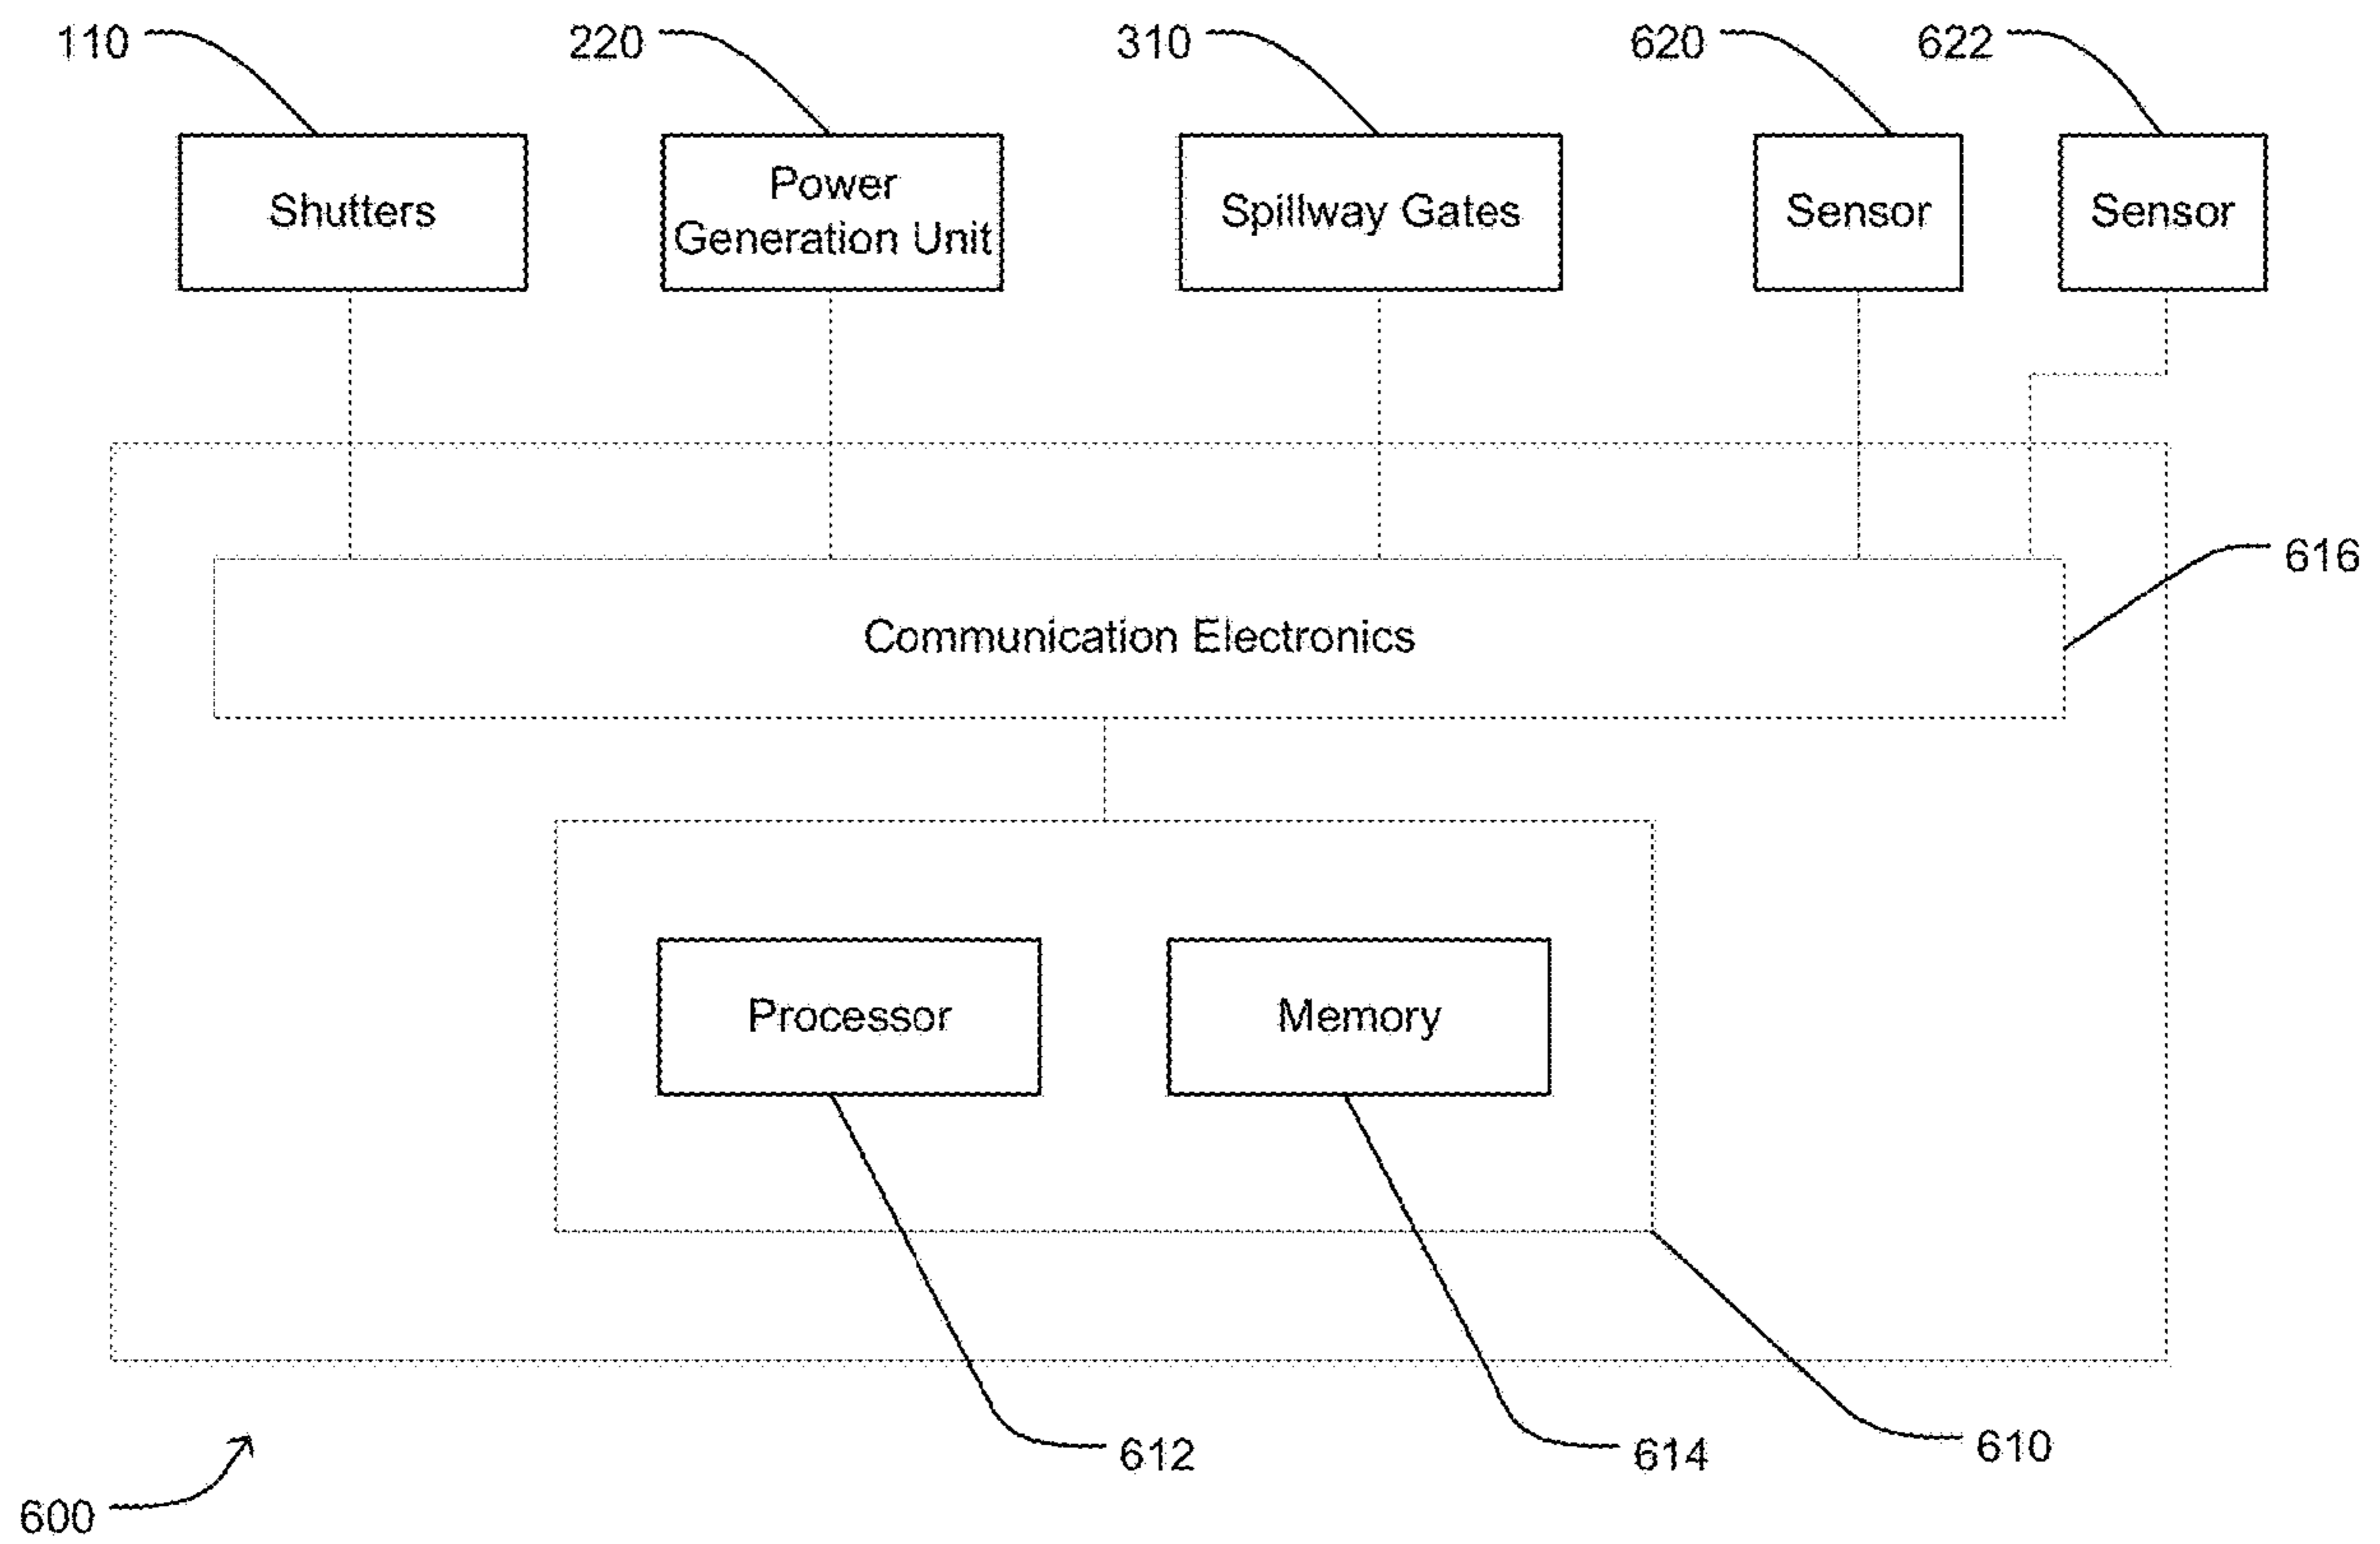 110
220
310
620
622
Shutters
Power
Generation Unit
Spillway Gates
Sensor
Sensor
616
Communication Electronics
Processor
Memory
612
614
610
600